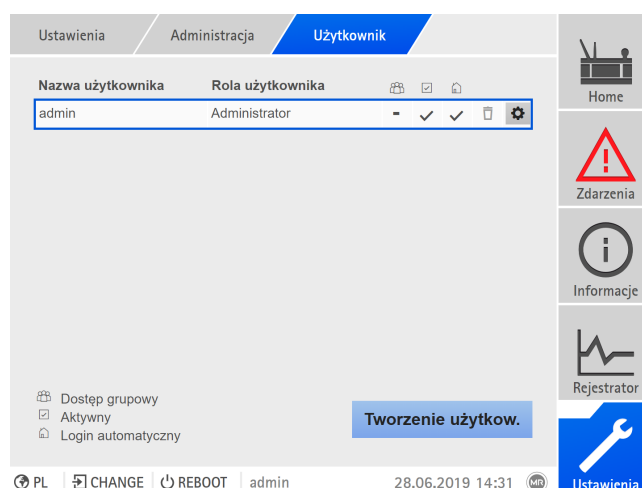 Ustawienia Administracja Użytkownik
Nazwa użytkownika Rola użytkownika
admin Administrator
Home
Zdarzenia
Informacje
Rejestrator
Dostęp grupowy
Aktywny
Login automatyczny
Tworzenie użytkow.
PL CHANGE REBOOT admin 28.06.2019 14:31 MR
Ustawienia